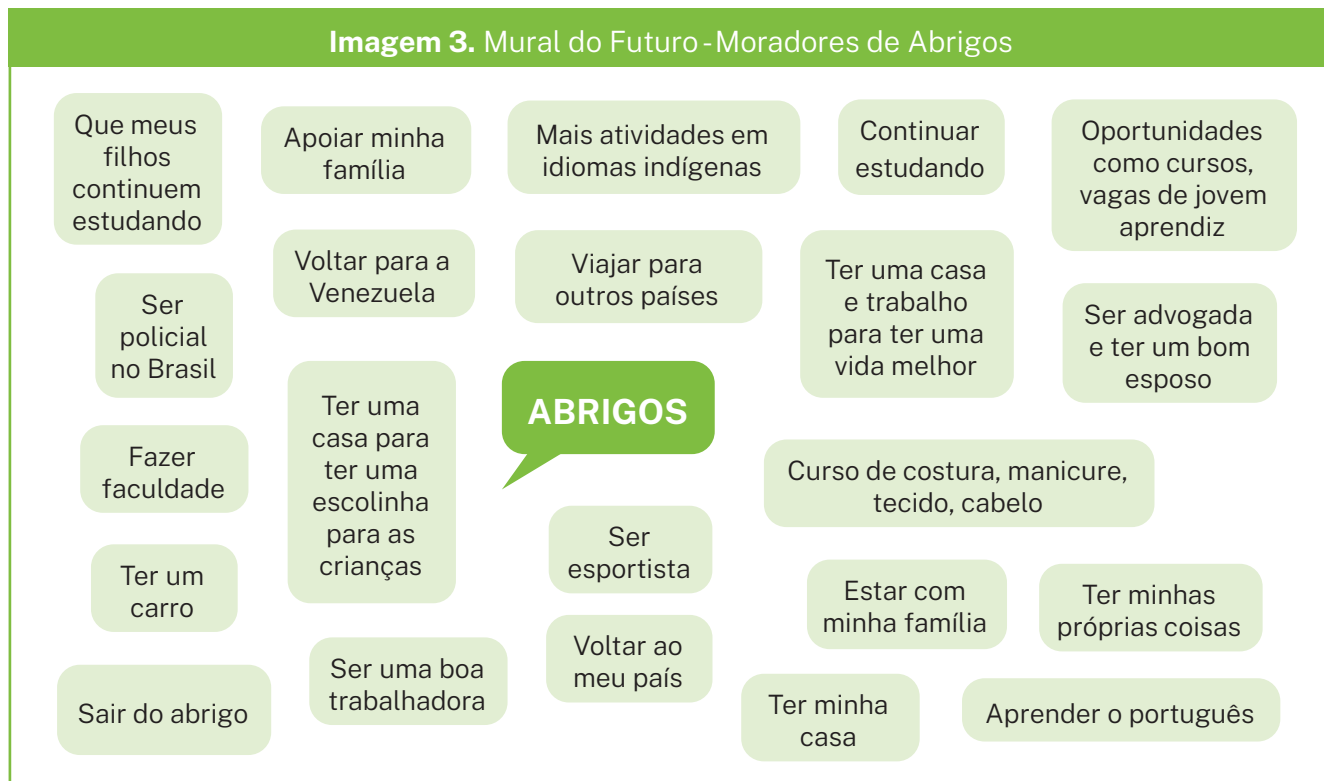 Imagem 3. Mural do Futuro - Moradores de Abrigos
Que meus
filhos
continuem
estudando
Apoiar minha
família
Mais atividades em
idiomas indígenas
Continuar
estudando
Oportunidades
como cursos,
vagas de jovem
aprendiz
Voltar para a
Venezuela
Viajar para
outros países
Ter uma casa
e trabalho
para ter uma
vida melhor
Ser
policial
no Brasil
Ser advogada
e ter um bom
esposo
Ter uma
casa para
ter uma
escolinha
para as
crianças
ABRIGOS
Fazer
faculdade
Curso de costura, manicure,
tecido, cabelo
Ser
esportista
Ter um
carro
Estar com
minha família
Ter minhas
próprias coisas
Ser uma boa
trabalhadora
Voltar ao
meu país
Sair do abrigo
Ter minha
casa
Aprender o português